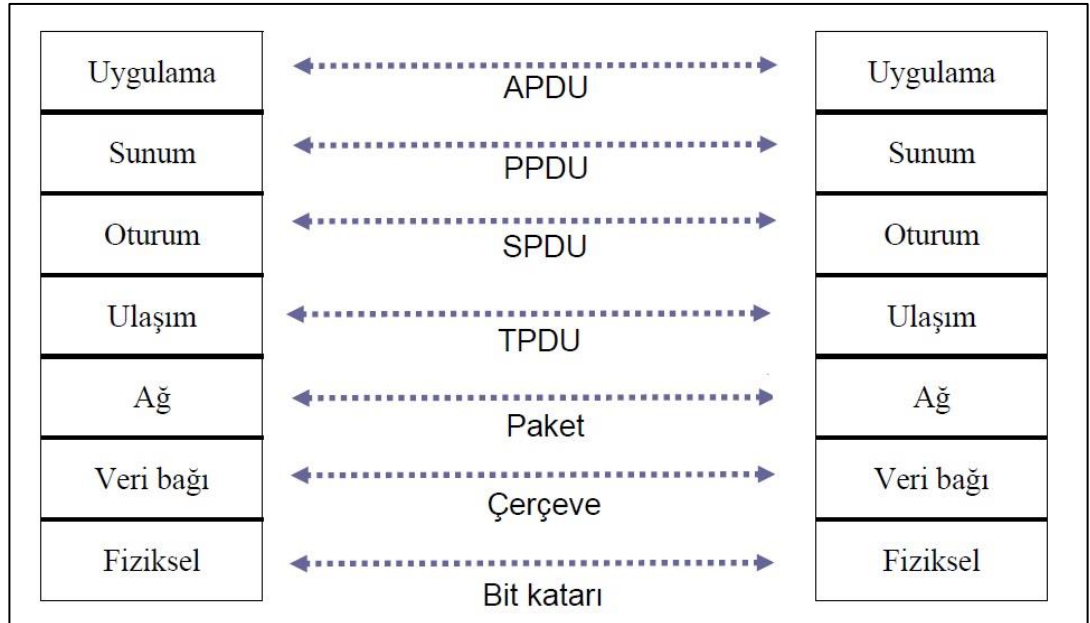 Uygulama
APDU
Uygulama
Sunum
PPDU
Sunum
Oturum
SPDU
Oturum
Ulaşım
TPDU
Ulaşım
Ağ
Paket
Ağ
Veri bağı
Çerçeve
Veri bağı
Fiziksel
Bit katarı
Fiziksel